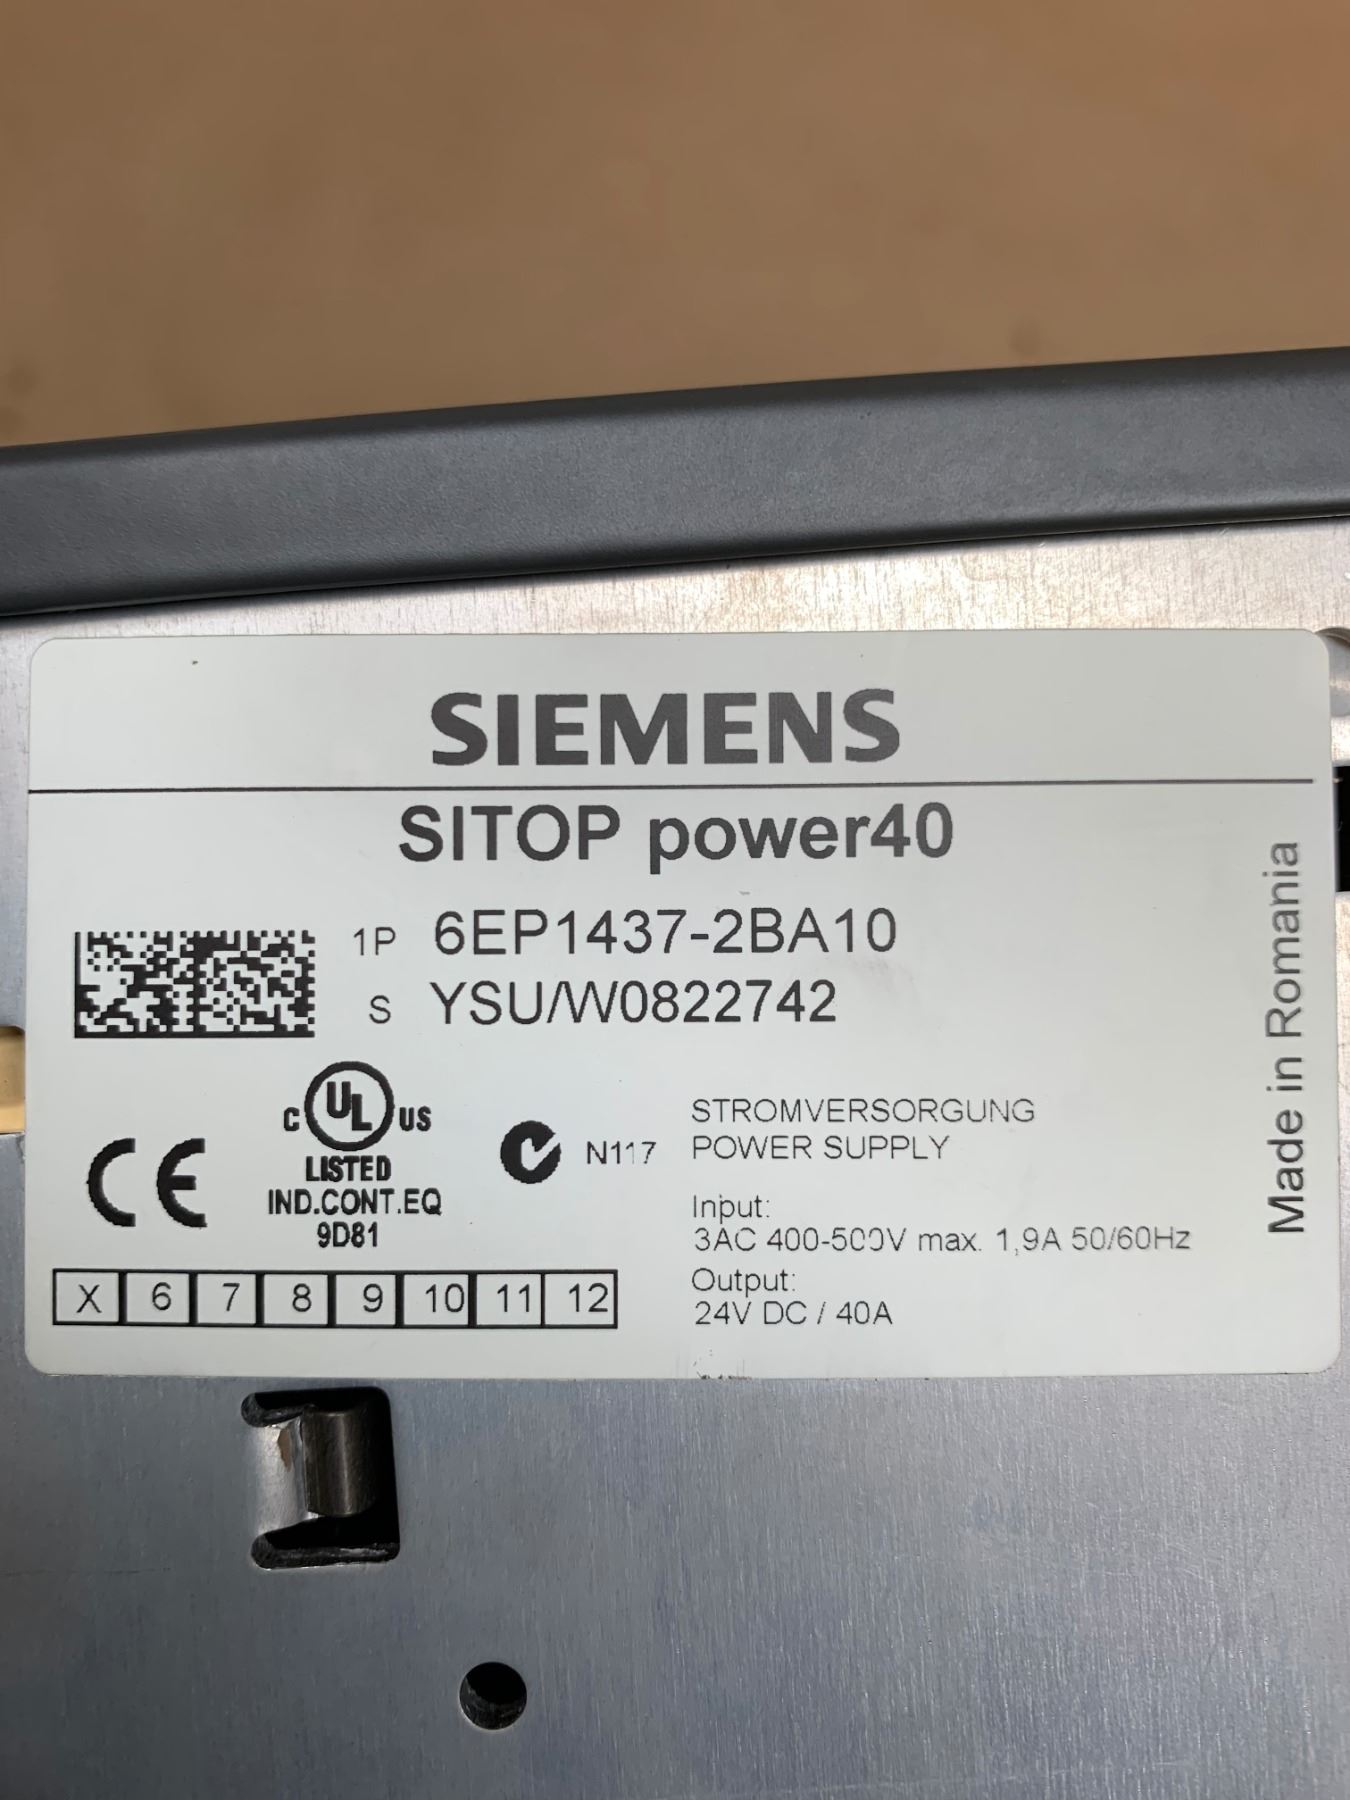 SIEMENS
SITOP power40
1P 6EP1437-2BA10
S YSU/W0822742
Made in Romania
C UL US
LISTED
IND.CONT.EQ
9D81
CE
N117
STROMVERSORGUNG
POWER SUPPLY
Input:
3AC 400-500V max. 1,9A 50/60Hz
Output:
24V DC / 40A
X 6 7 8 9 10 11 12